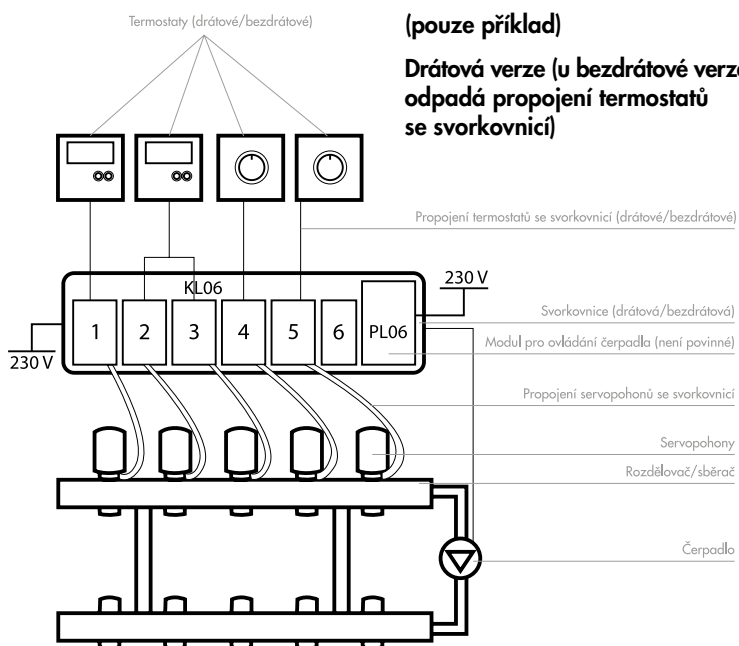 Termostaty (drátové/bezdrátové)
(pouze příklad)
Drátová verze (u bezdrátové verze
odpadá propojení termostatů
se svorkovnicí)
Propojení termostatů se svorkovnicí (drátové/bezdrátové)
KL06
230 V
1 2 3 4 5 6 PL06
230 V
Svorkovnice (drátová/bezdrátová)
Modul pro ovládání čerpadla (není povinné)
Propojení servopohonů se svorkovnicí
Servopohony
Rozdělovač/sběrač
Čerpadlo